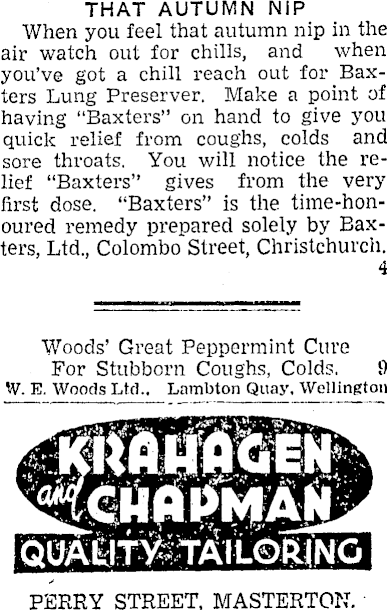 THAT AUTUMN NIP
When you feel that autumn nip in the
air watch out for chills, and when
you've got a chill reach out for Bax-
ters Lung Preserver. Make a point of
having "Baxters" on hand to give you
quick relief from coughs, colds and
sore throats. You will notice the re-
lief "Baxters" gives from the very
first dose. "Baxters" is the time-hon-
oured remedy prepared solely by Bax-
ters, Ltd., Colombo Street, Christchurch.
4
Woods' Great Peppermint Cure
For Stubborn Coughs, Colds. 9
W. E. Woods Ltd., Lambton Quay, Wellington
KRAHAGEN
and CHAPMAN
QUALITY TAILORING
PERRY STREET, MASTERTON.